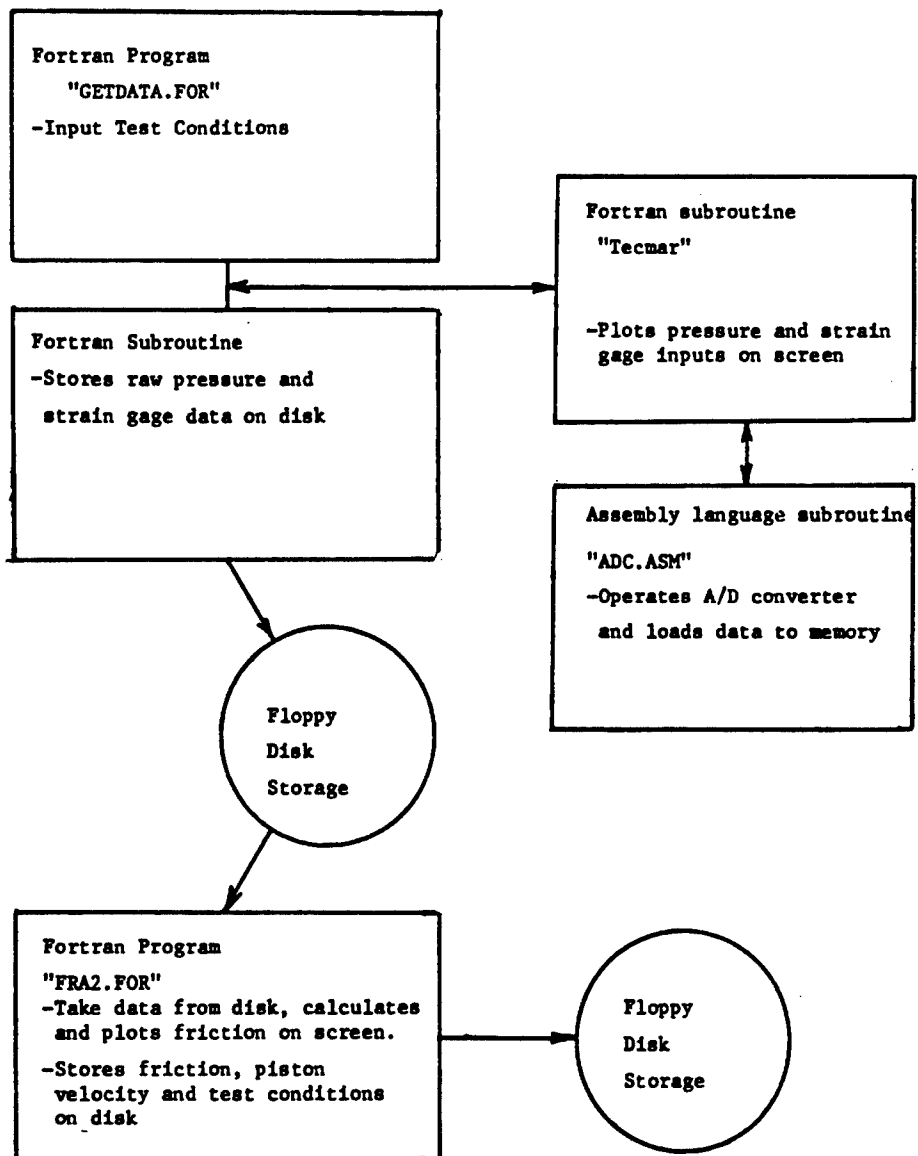 Fortran Program
"GETDATA.FOR"
-Input Test Conditions
Fortran subroutine
"Tecmar"
-Plots pressure and strain
gage inputs on screen
Fortran Subroutine
-Stores raw pressure and
strain gage data on disk
Assembly language subroutine
"ADC.ASM"
-Operates A/D converter
and loads data to memory
Floppy
Disk
Storage
Fortran Program
"FRA2.FOR"
-Take data from disk, calculates
and plots friction on screen.
-Stores friction, piston
velocity and test conditions
on disk
Floppy
Disk
Storage